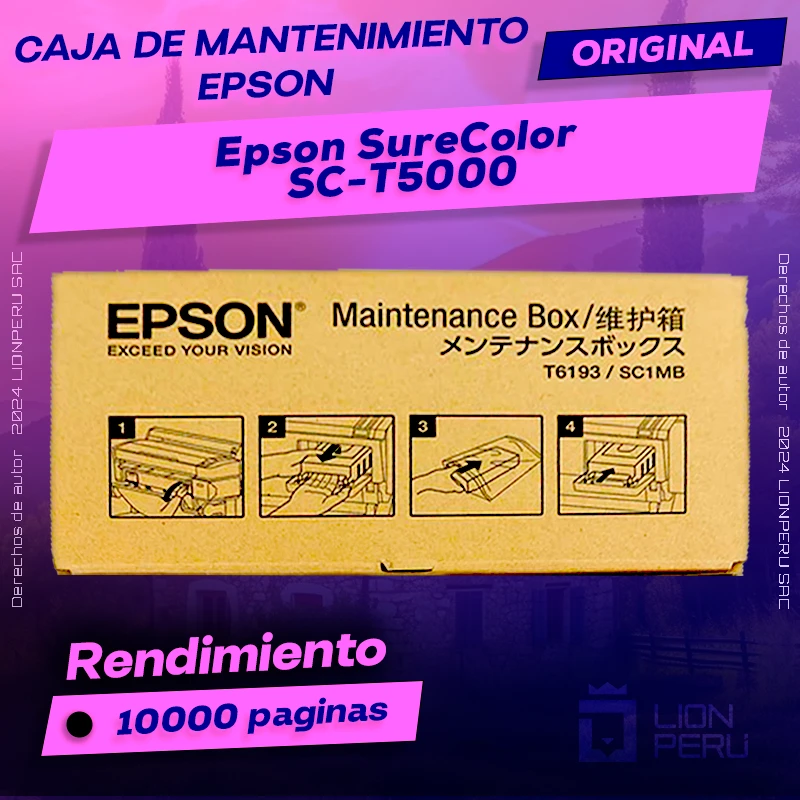 CAJA DE MANTENIMIENTO
EPSON
ORIGINAL
Epson SureColor
SC-T5000
EPSON®
EXCEED YOUR VISION
Maintenance Box/维护箱
メンテナンスボックス
T6193 / SC1MB
1
2
3
4
Derechos de autor 2024 LIONPERU SAC
Derechos de autor 2024 LIONPERU SAC
Rendimiento
10000 paginas
LION
PERU